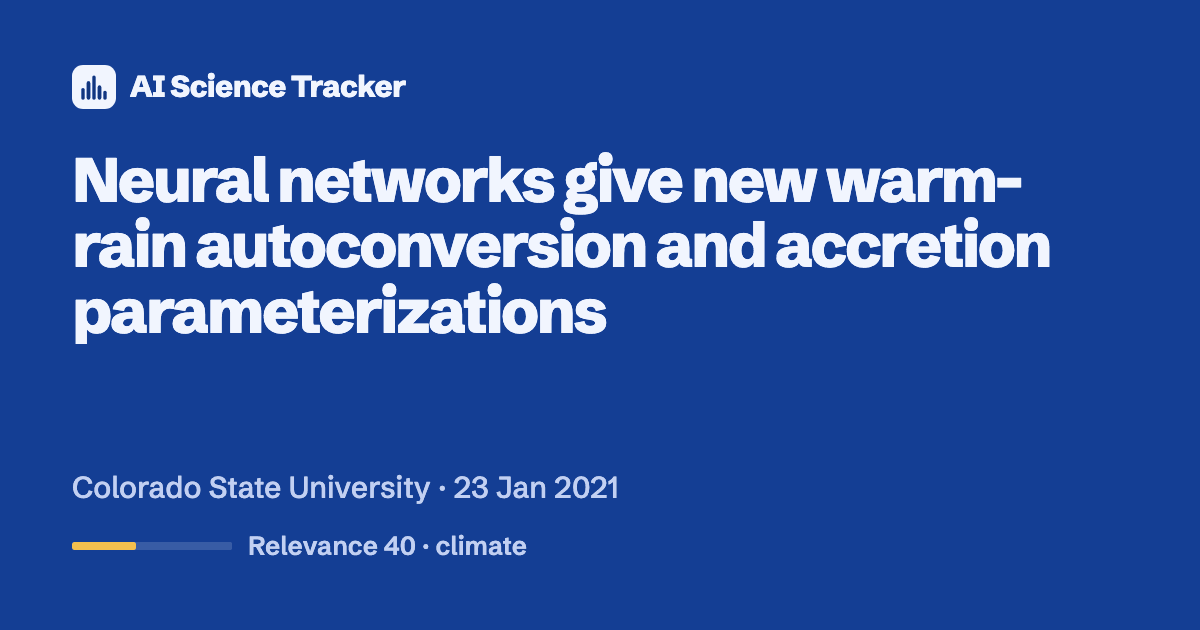 AI Science Tracker
Neural networks give new warm-
rain autoconversion and accretion
parameterizations
Colorado State University · 23 Jan 2021
Relevance 40 · climate